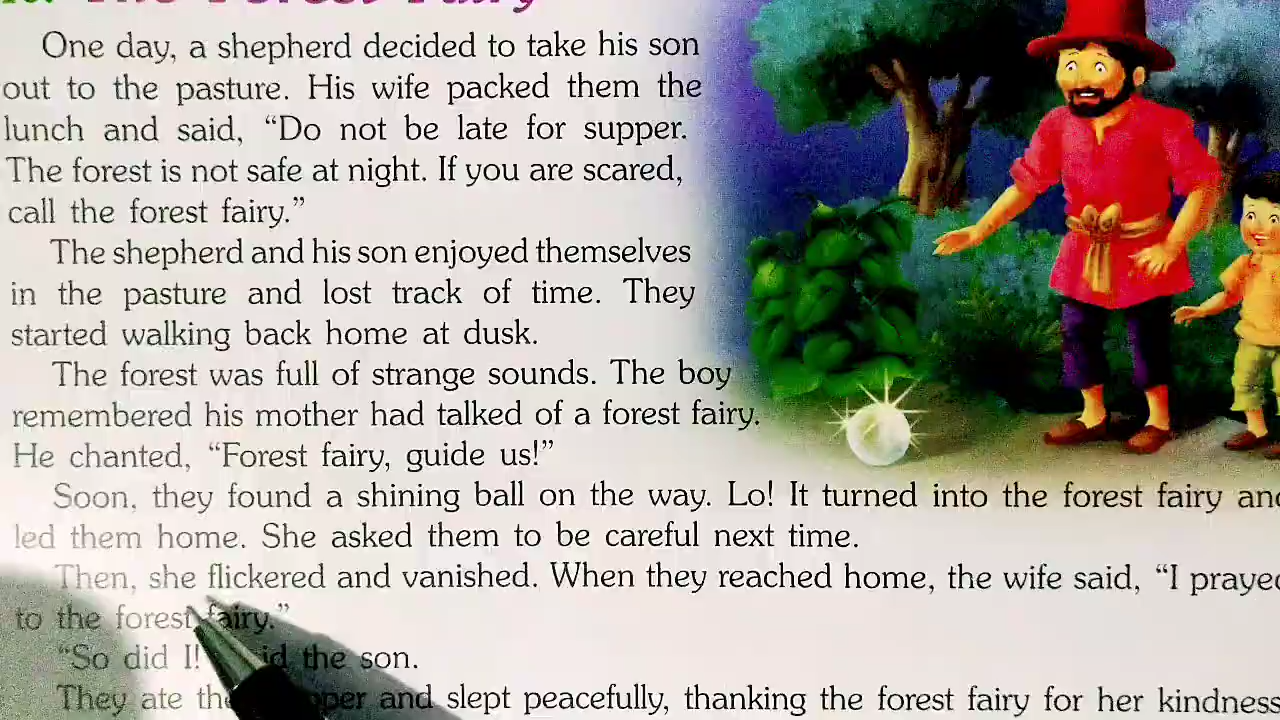 The Forest Fairy
One day, a shepherd decided to take his son
out to the pasture. His wife packed them the
lunch and said, “Do not be late for supper.
The forest is not safe at night. If you are scared,
call the forest fairy.”
The shepherd and his son enjoyed themselves
in the pasture and lost track of time. They
started walking back home at dusk.
The forest was full of strange sounds. The boy
remembered his mother had talked of a forest fairy.
He chanted, “Forest fairy, guide us!”
Soon, they found a shining ball on the way. Lo! It turned into the forest fairy and
led them home. She asked them to be careful next time.
Then, she flickered and vanished. When they reached home, the wife said, “I prayed
to the forest fairy.”
“So did I! the son.
They ate and slept peacefully, thanking the forest fairy for her kindness